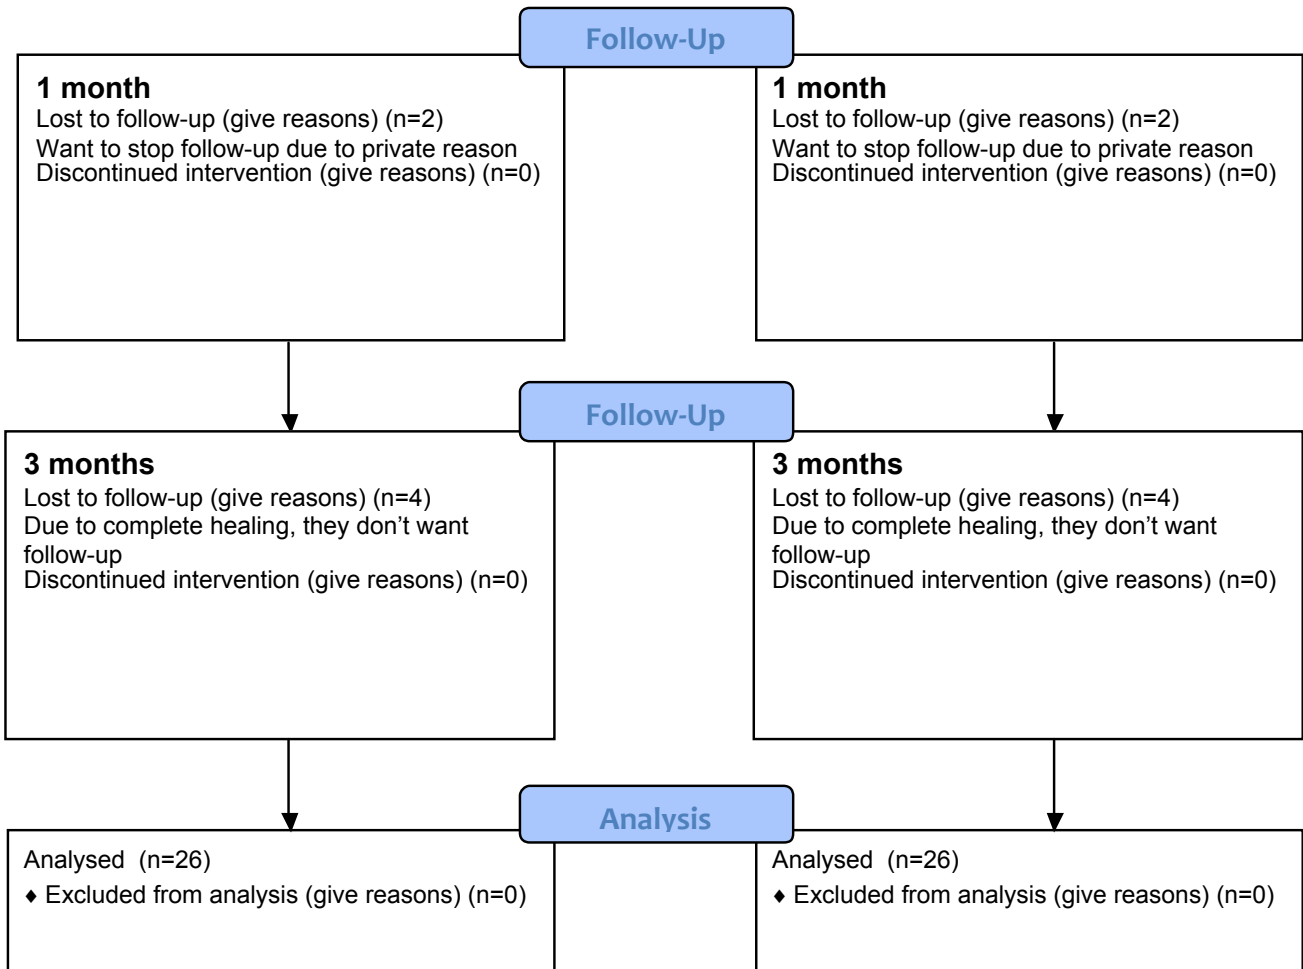 Follow-Up
1 month
Lost to follow-up (give reasons) (n=2)
Want to stop follow-up due to private reason
Discontinued intervention (give reasons) (n=0)
1 month
Lost to follow-up (give reasons) (n=2)
Want to stop follow-up due to private reason
Discontinued intervention (give reasons) (n=0)
Follow-Up
3 months
Lost to follow-up (give reasons) (n=4)
Due to complete healing, they don’t want
follow-up
Discontinued intervention (give reasons) (n=0)
3 months
Lost to follow-up (give reasons) (n=4)
Due to complete healing, they don’t want
follow-up
Discontinued intervention (give reasons) (n=0)
Analysis
Analysed (n=26)
♦ Excluded from analysis (give reasons) (n=0)
Analysed (n=26)
♦ Excluded from analysis (give reasons) (n=0)